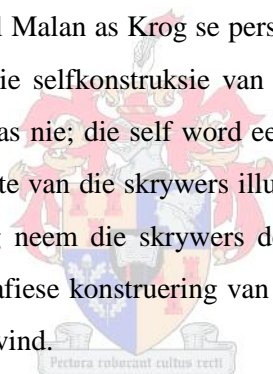 l Malan as Krog se pers
ie selfkonstruksie van
as nie; die self word ee
te van die skrywers illu
g neem die skrywers d
afiese konstruering van
wind.
Pectora roborant cultus recti